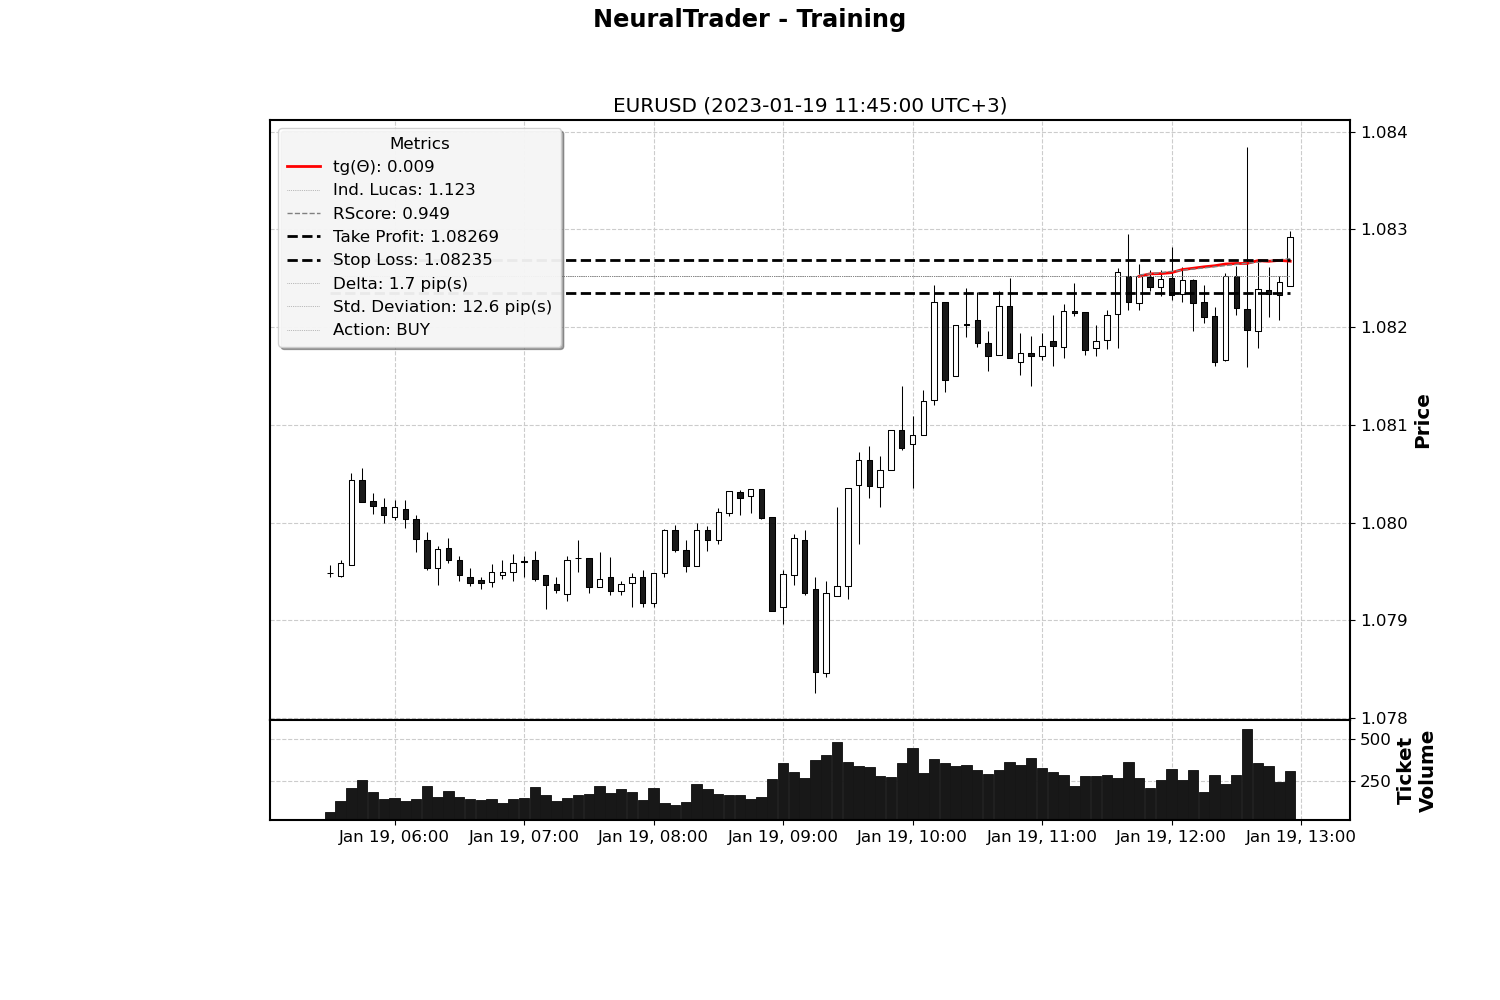 NeuralTrader - Training
EURUSD (2023-01-19 11:45:00 UTC+3)
Metrics
tg(Θ): 0.009
Ind. Lucas: 1.123
RScore: 0.949
Take Profit: 1.08269
Stop Loss: 1.08235
Delta: 1.7 pip(s)
Std. Deviation: 12.6 pip(s)
Action: BUY
1.084
1.083
1.082
1.081
1.080
1.079
1.078
Price
500
250
Ticket
Volume
Jan 19, 06:00
Jan 19, 07:00
Jan 19, 08:00
Jan 19, 09:00
Jan 19, 10:00
Jan 19, 11:00
Jan 19, 12:00
Jan 19, 13:00